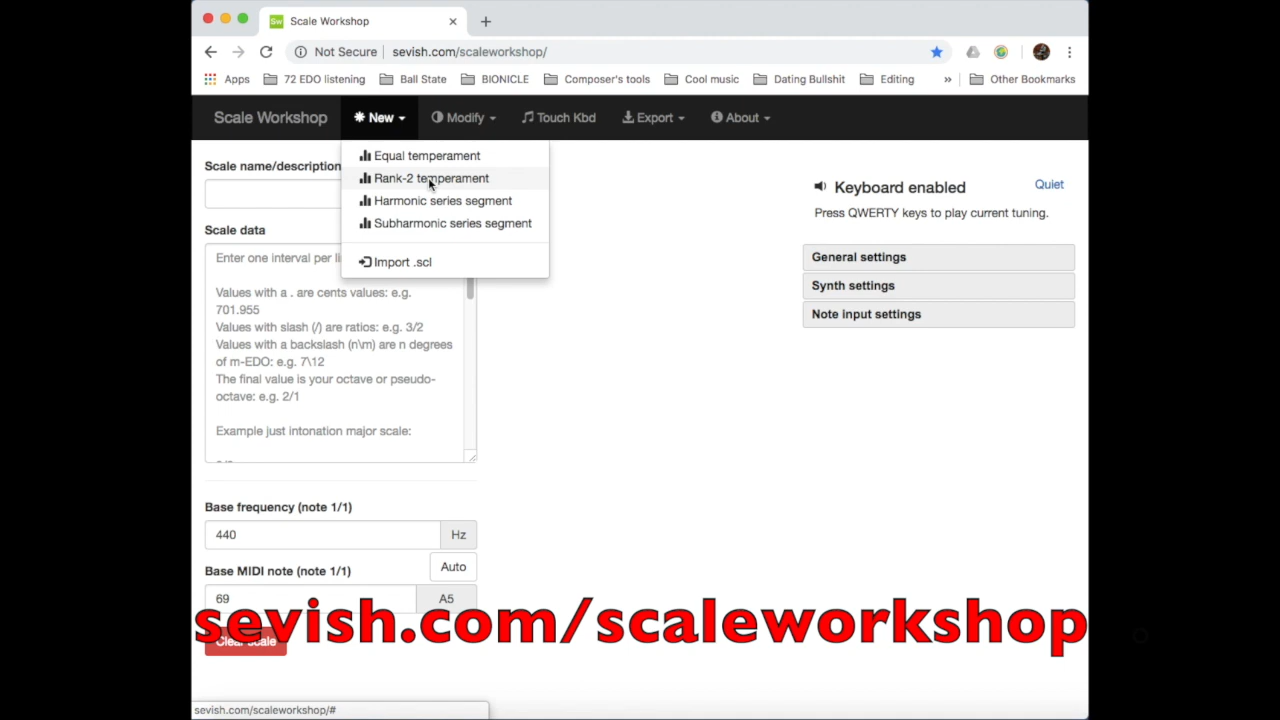 Scale Workshop
Not Secure sevish.com/scaleworkshop/
Apps 72 EDO listening Ball State BIONICLE Composer's tools Cool music Dating Bullshit Editing » Other Bookmarks
Scale Workshop New Modify Touch Kbd Export About
Equal temperament
Rank-2 temperament
Harmonic series segment
Subharmonic series segment
Import .scl
Scale name/description
Scale data
Enter one interval per li
Values with a . are cents values: e.g.
701.955
Values with slash (/) are ratios: e.g. 3/2
Values with a backslash (n\m) are n degrees
of m-EDO: e.g. 7\12
The final value is your octave or pseudo-
octave: e.g. 2/1
Example just intonation major scale:
Base frequency (note 1/1)
440 Hz
Base MIDI note (note 1/1) Auto
69 A5
Clear scale
Keyboard enabled Quiet
Press QWERTY keys to play current tuning.
General settings
Synth settings
Note input settings
sevish.com/scaleworkshop
sevish.com/scaleworkshop/#